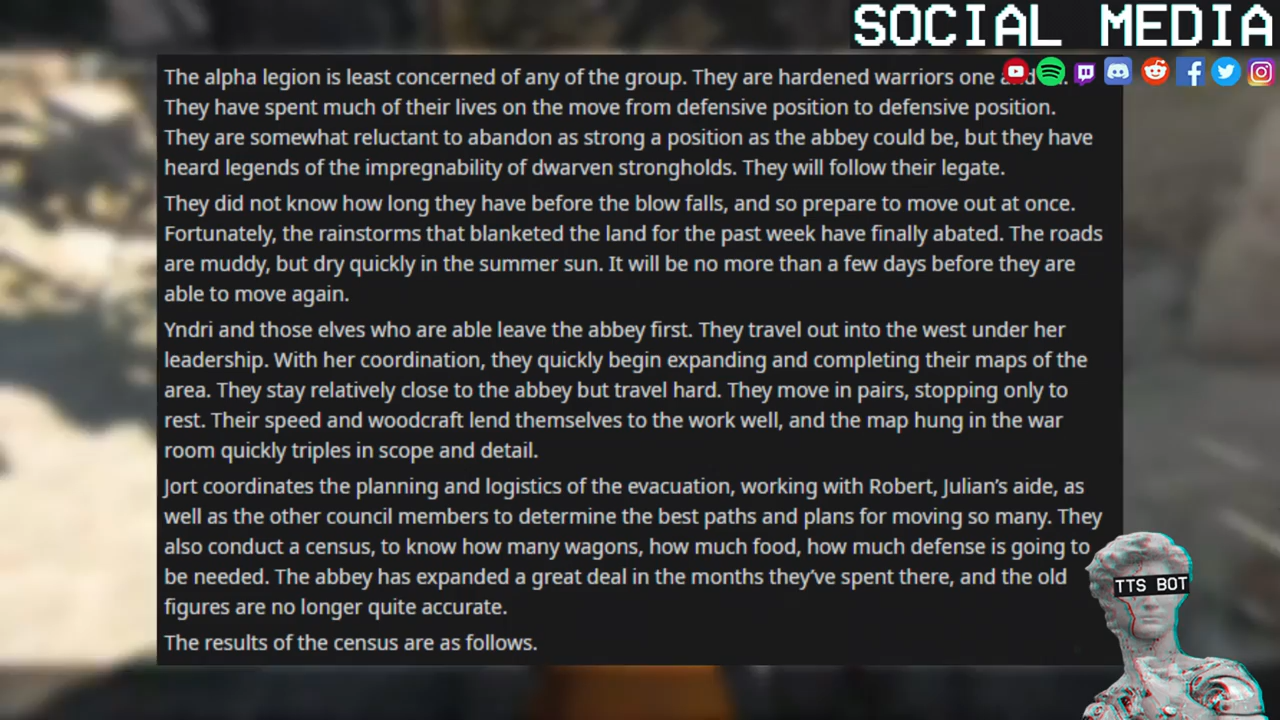 SOCIAL MEDIA
The alpha legion is least concerned of any of the group. They are hardened warriors one
They have spent much of their lives on the move from defensive position to defensive position.
They are somewhat reluctant to abandon as strong a position as the abbey could be, but they have
heard legends of the impregnability of dwarven strongholds. They will follow their legate.
They did not know how long they have before the blow falls, and so prepare to move out at once.
Fortunately, the rainstorms that blanketed the land for the past week have finally abated. The roads
are muddy, but dry quickly in the summer sun. It will be no more than a few days before they are
able to move again.
Yndri and those elves who are able leave the abbey first. They travel out into the west under her
leadership. With her coordination, they quickly begin expanding and completing their maps of the
area. They stay relatively close to the abbey but travel hard. They move in pairs, stopping only to
rest. Their speed and woodcraft lend themselves to the work well, and the map hung in the war
room quickly triples in scope and detail.
Jort coordinates the planning and logistics of the evacuation, working with Robert, Julian’s aide, as
well as the other council members to determine the best paths and plans for moving so many. They
also conduct a census, to know how many wagons, how much food, how much defense is going to
be needed. The abbey has expanded a great deal in the months they’ve spent there, and the old
figures are no longer quite accurate.
The results of the census are as follows.
TTS BOT